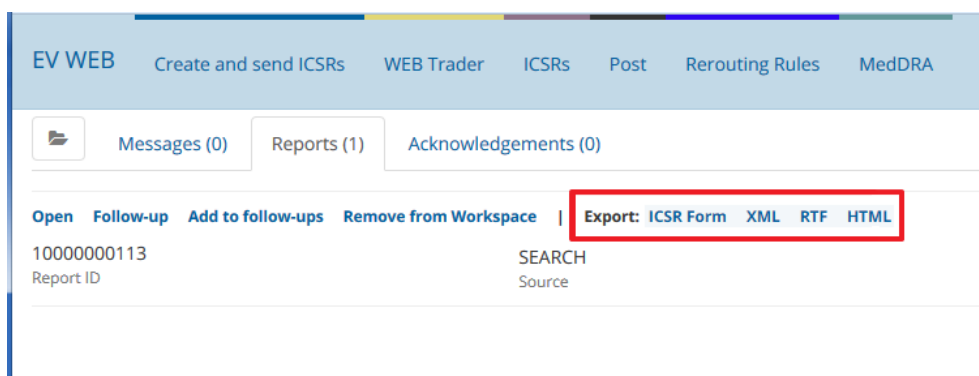 EV WEB Create and send ICSRs WEB Trader ICSRs Post Rerouting Rules MedDRA
Messages (0) Reports (1) Acknowledgements (0)
Open Follow-up Add to follow-ups Remove from Workspace | Export: ICSR Form XML RTF HTML
10000000113 SEARCH
Report ID Source